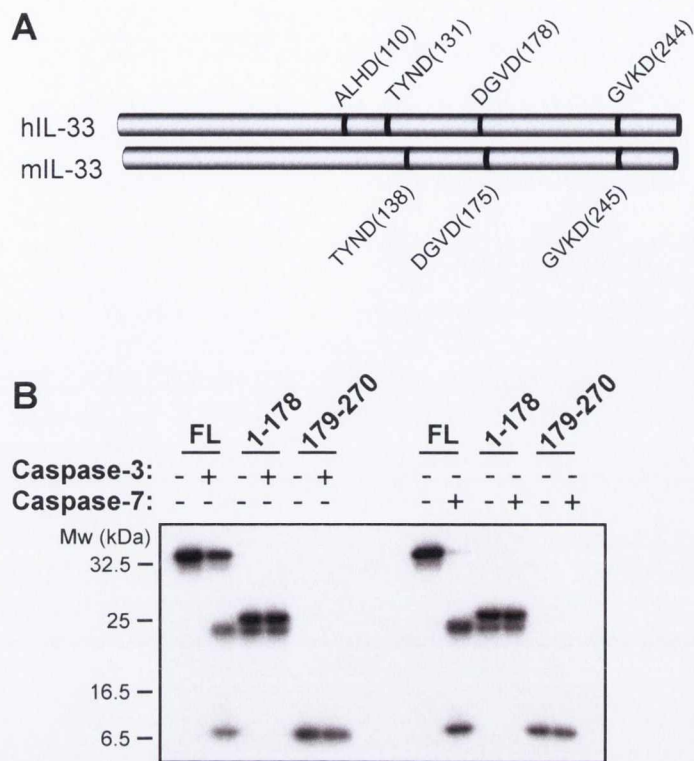 A
ALHD(110) TYND(131) DGVD(178) GVKD(244)
hIL-33
mIL-33
TYND(138) DGVD(175) GVKD(245)
B
FL 1-178 179-270 FL 1-178 179-270
Caspase-3: - + - + - + - - - - - -
Caspase-7: - - - - - - - + - + - +
Mw (kDa)
32.5
25
16.5
6.5